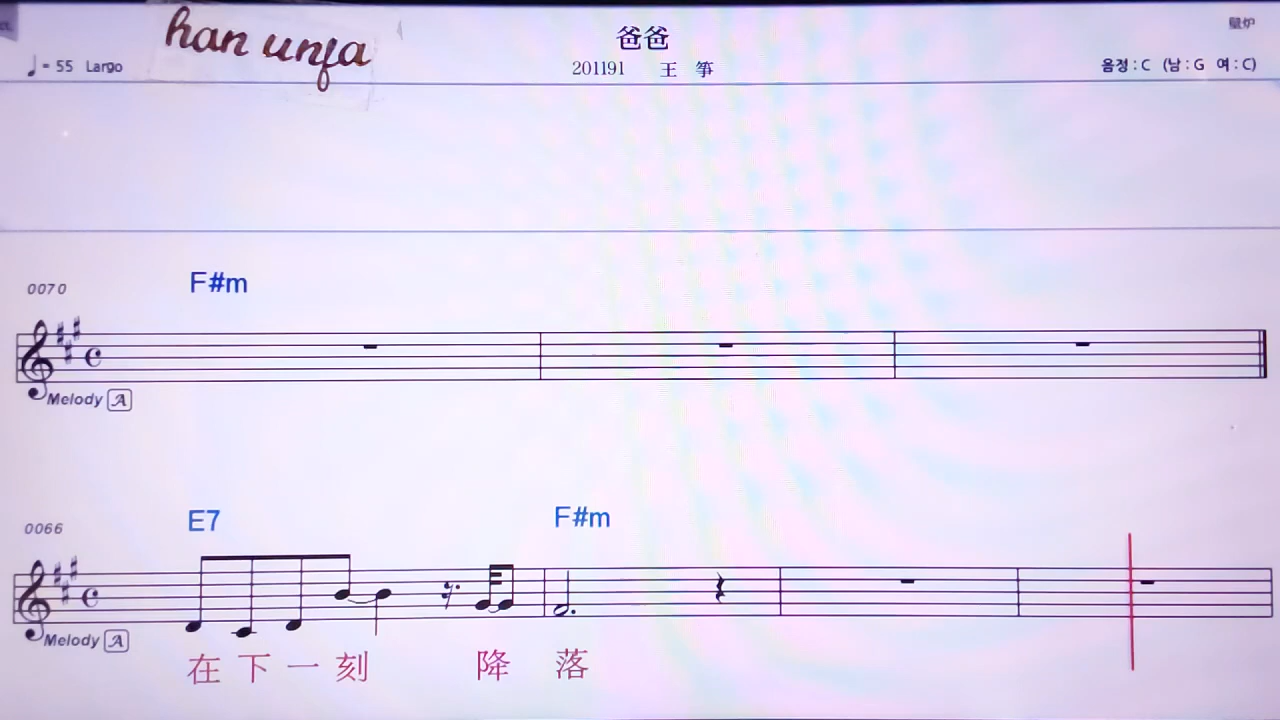 han unfa
爸爸
= 55 Largo
201191 王 筝
음정 : C (남 : G 여 : C)
0070
F#m
Melody A
0066
E7
F#m
Melody A
在下一刻 降 落